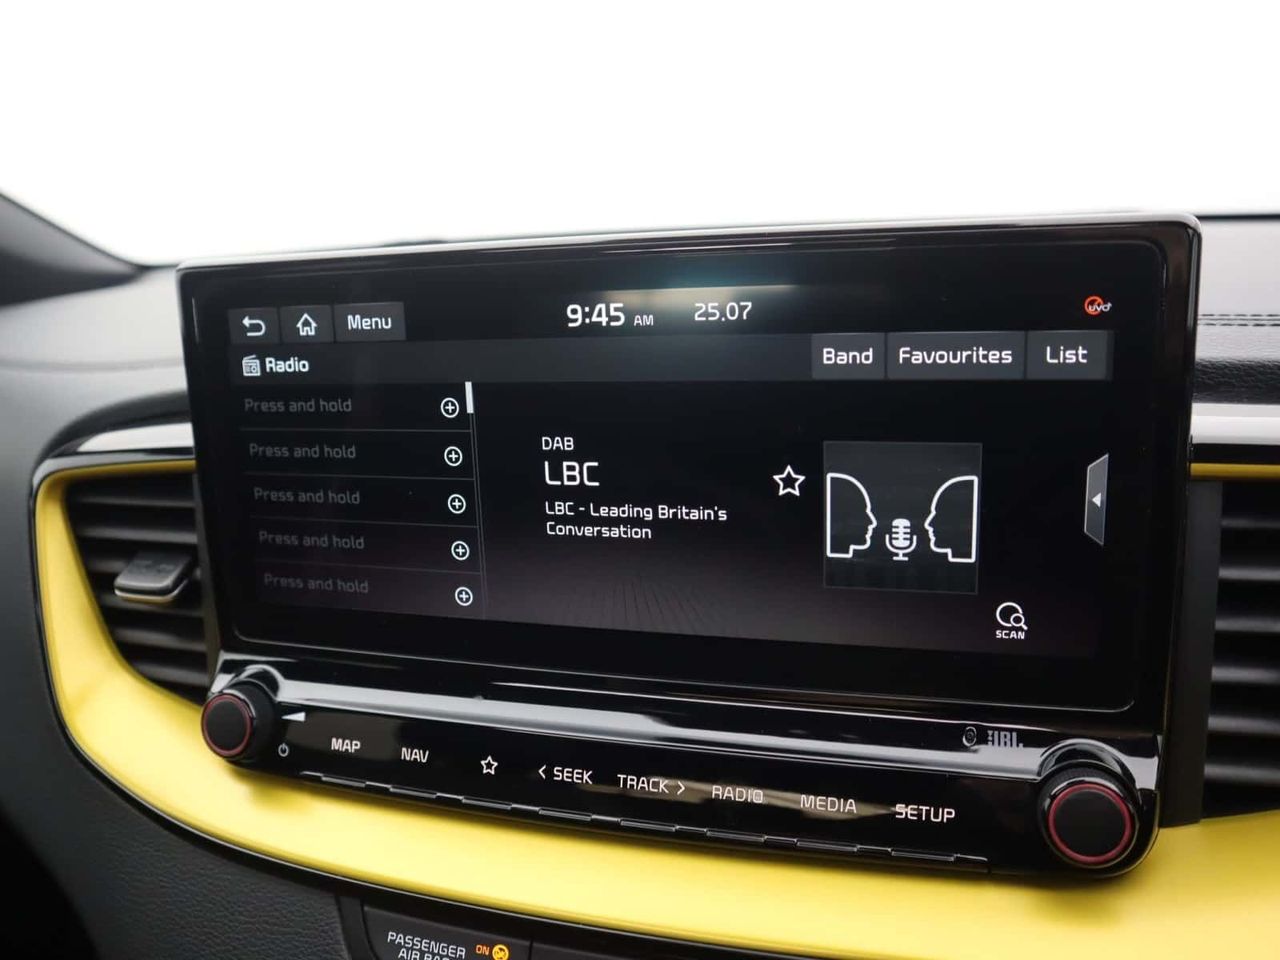 9:45 AM 25.07
UVO
Menu
Radio
Band Favourites List
Press and hold
Press and hold
Press and hold
Press and hold
Press and hold
DAB
LBC
LBC - Leading Britain's
Conversation
SCAN
JBL
MAP NAV < SEEK TRACK > RADIO MEDIA SETUP
PASSENGER ON
AIR